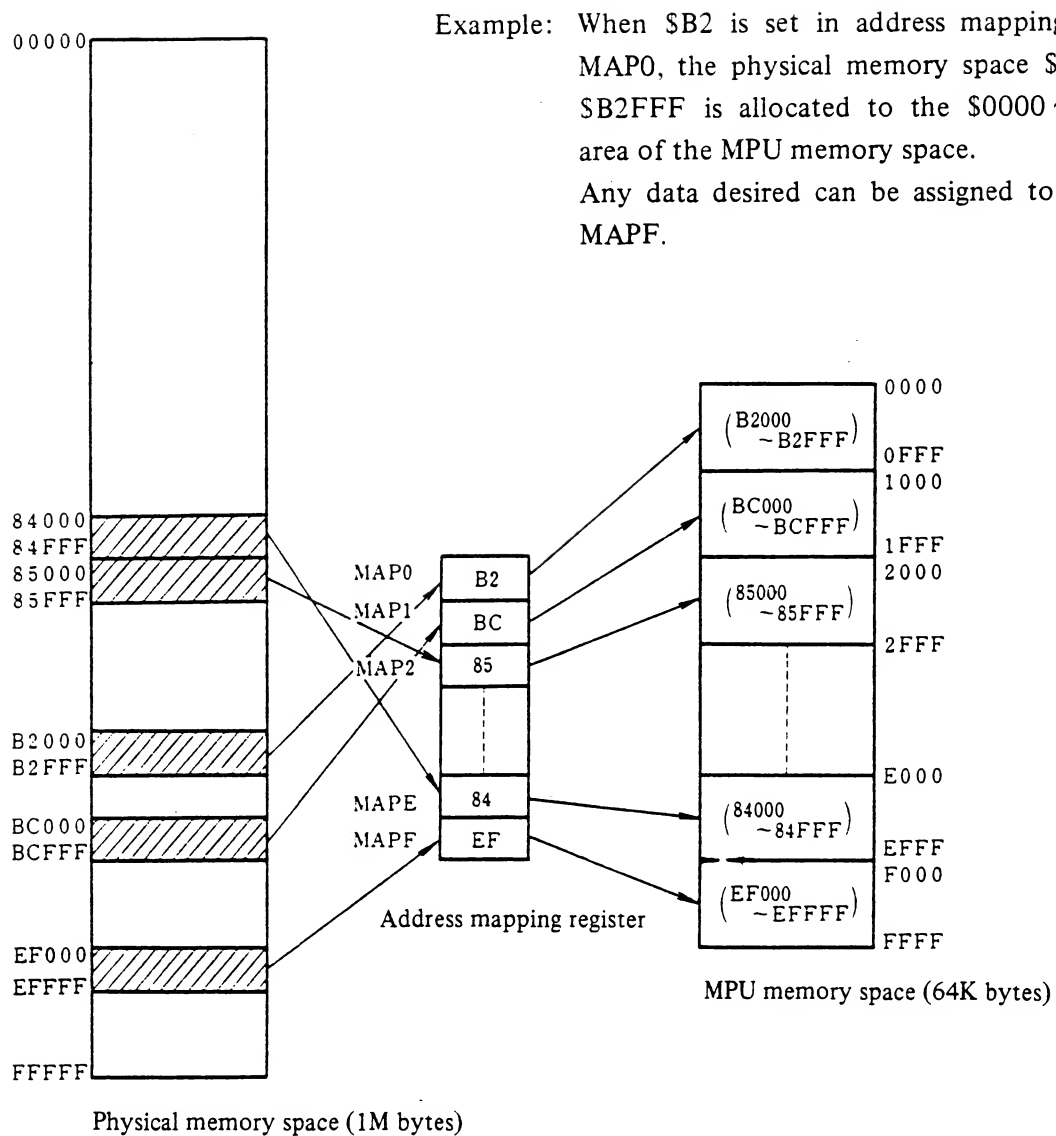 Example: When $B2 is set in address mapping
MAP0, the physical memory space $
$B2FFF is allocated to the $0000 ~
area of the MPU memory space.
Any data desired can be assigned to
MAPF.
00000
84000
84FFF
85000
85FFF
B2000
B2FFF
BC000
BCFFF
EF000
EFFFF
FFFFF
Physical memory space (1M bytes)
MAP0 B2
MAP1 BC
MAP2 85
MAPE 84
MAPF EF
Address mapping register
0000
(B2000
~B2FFF)
0FFF
1000
(BC000
~BCFFF)
1FFF
2000
(85000
~85FFF)
2FFF
E000
(84000
~84FFF)
EFFF
F000
(EF000
~EFFFF)
FFFF
MPU memory space (64K bytes)